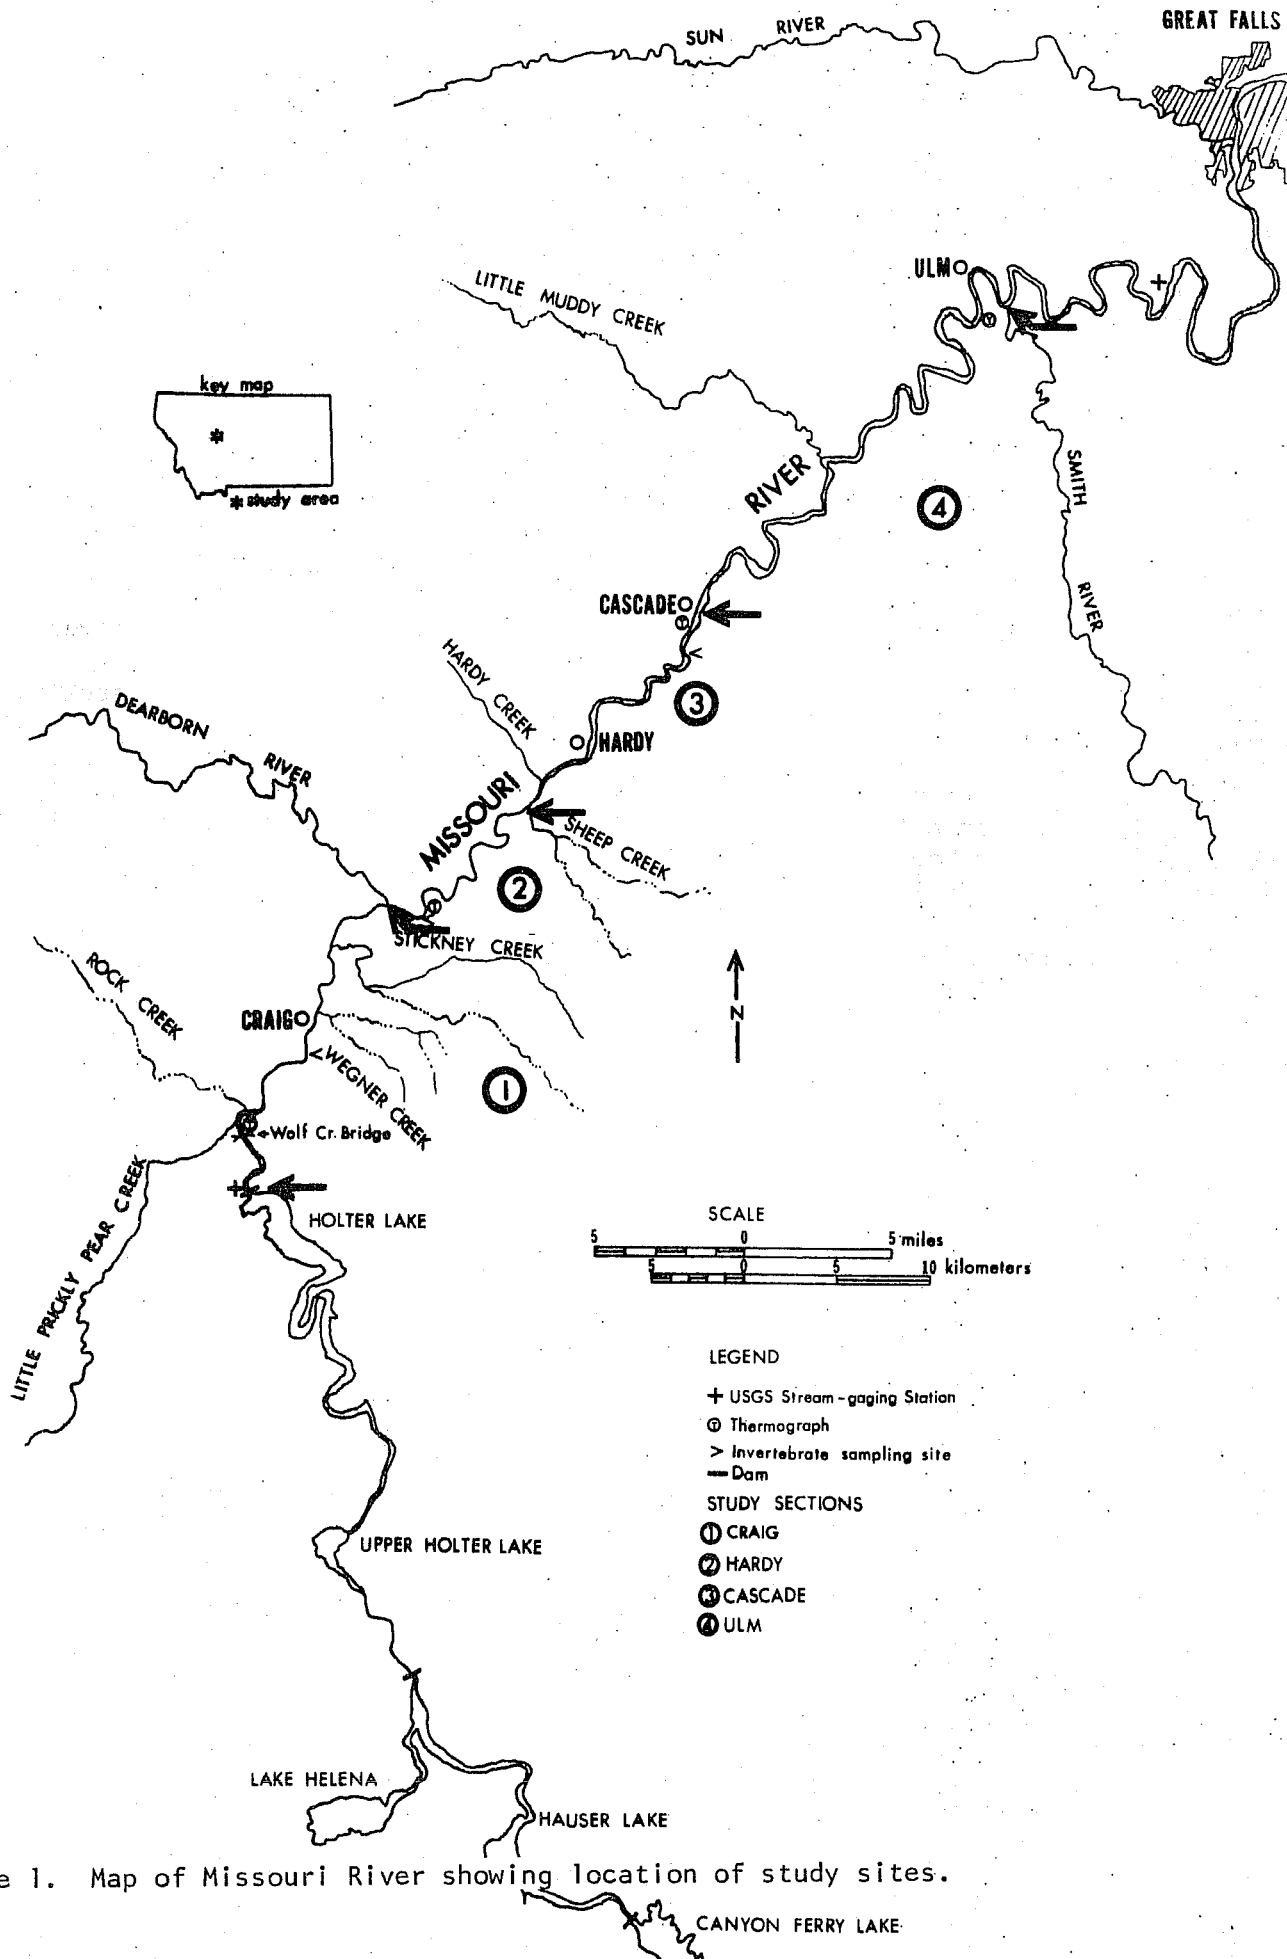 GREAT FALLS
SUN RIVER
ULM
LITTLE MUDDY CREEK
key map
* study area
RIVER
SMITH
RIVER
4
CASCADE
HARDY CREEK
3
DEARBORN
RIVER
HARDY
MISSOURI
SHEEP CREEK
2
STICKNEY CREEK
ROCK CREEK
N
CRAIG
WEGNER CREEK
1
Wolf Cr. Bridge
LITTLE PRICKLY PEAR CREEK
HOLTER LAKE
SCALE
5 0 5 miles
5 0 5 10 kilometers
LEGEND
+ USGS Stream-gaging Station
T Thermograph
> Invertebrate sampling site
— Dam
STUDY SECTIONS
1 CRAIG
2 HARDY
3 CASCADE
4 ULM
UPPER HOLTER LAKE
LAKE HELENA
HAUSER LAKE
e 1. Map of Missouri River showing location of study sites.
CANYON FERRY LAKE